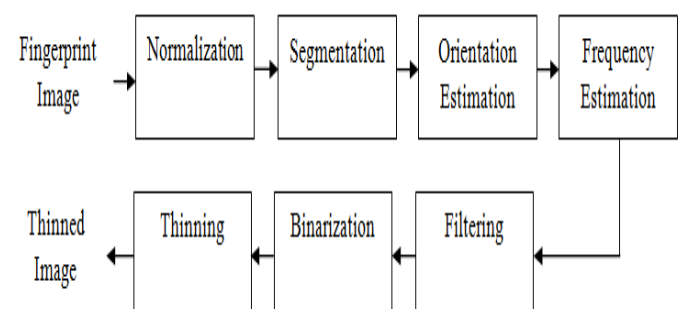 Fingerprint
Image
Normalization
Segmentation
Orientation
Estimation
Frequency
Estimation
Thinned
Image
Thinning
Binarization
Filtering